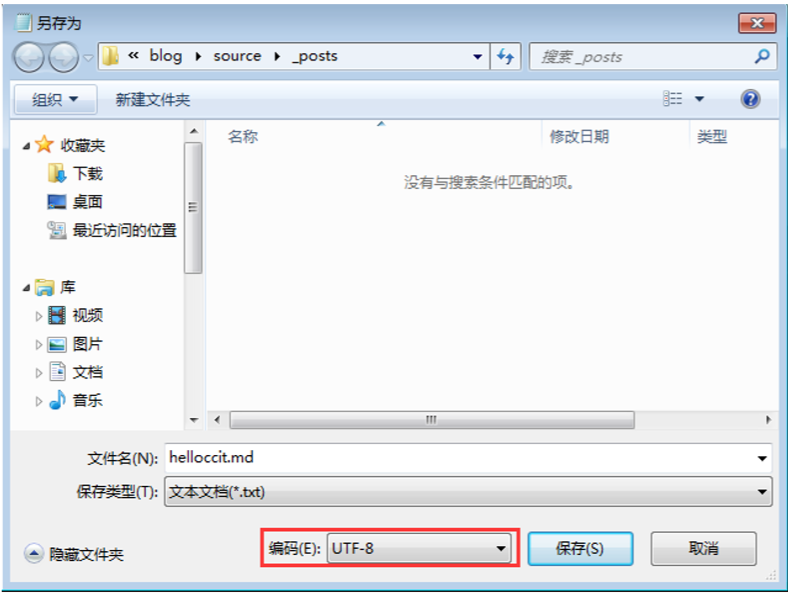 另存为
« blog ▸ source ▸ _posts
搜索 _posts
组织 ▼ 新建文件夹
名称 修改日期 类型
没有与搜索条件匹配的项。
收藏夹
下载
桌面
最近访问的位置
库
视频
图片
文档
音乐
文件名(N): helloccit.md
保存类型(T): 文本文档(*.txt)
隐藏文件夹 编码(E): UTF-8 保存(S) 取消